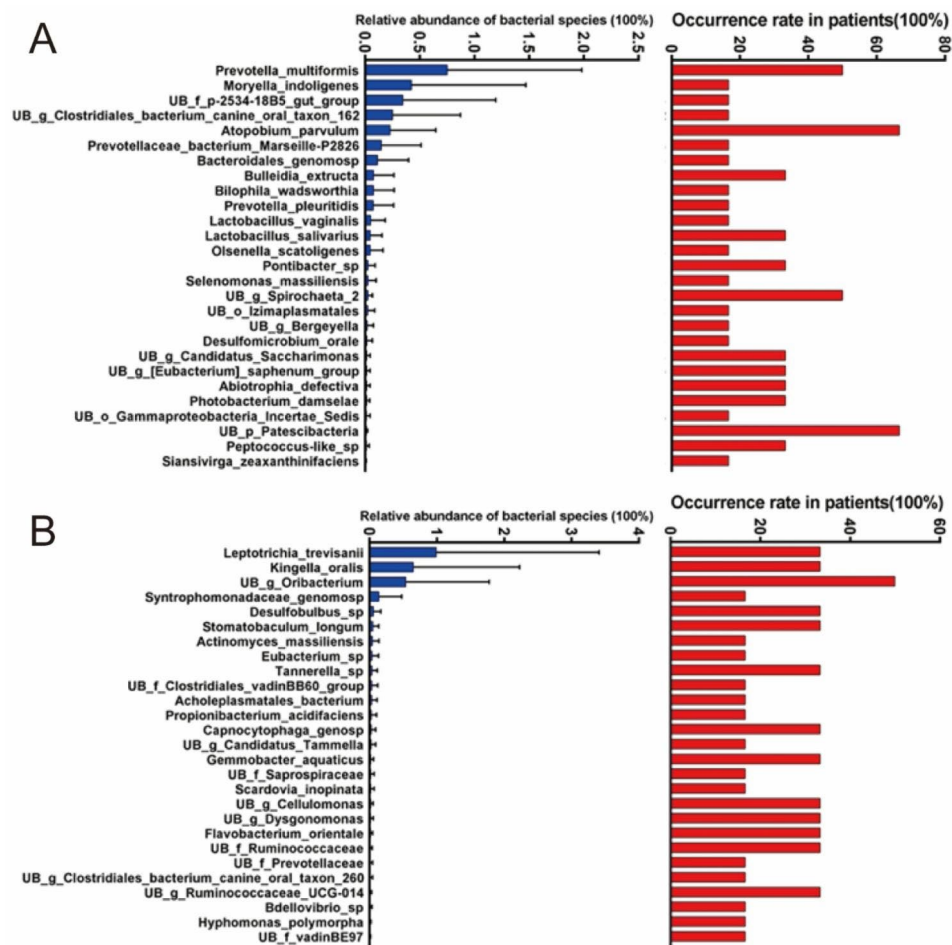 A
Relative abundance of bacterial species (100%)
0.0 0.5 1.0 1.5 2.0 2.5
Occurrence rate in patients(100%)
0 20 40 60 80
Prevotella_multiformis
Moryella_indoligenes
UB_f_p-2534-18B5_gut_group
UB_g_Clostridiales_bacterium_canine_oral_taxon_162
Atopobium_parvulum
Prevotellaceae_bacterium_Marseille-P2826
Bacteroidales_genomosp
Bulleidia_extructa
Bilophila_wadsworthia
Prevotella_pleuritidis
Lactobacillus_vaginalis
Lactobacillus_salivarius
Olsenella_scatoligenes
Pontibacter_sp
Selenomonas_massiliensis
UB_g_Spirochaeta_2
UB_o_Izimaplasmatales
UB_g_Bergeyella
Desulfomicrobium_orale
UB_g_Candidatus_Saccharimonas
UB_g_[Eubacterium]_saphenum_group
Abiotrophia_defectiva
Photobacterium_damselae
UB_o_Gammaproteobacteria_Incertae_Sedis
UB_p_Patescibacteria
Peptococcus-like_sp
Siansivirga_zeaxanthinifaciens
B
Relative abundance of bacterial species (100%)
0 1 2 3 4
Occurrence rate in patients(100%)
0 20 40 60
Leptotrichia_trevisanii
Kingella_oralis
UB_g_Oribacterium
Syntrophomonadaceae_genomosp
Desulfobulbus_sp
Stomatobaculum_longum
Actinomyces_massiliensis
Eubacterium_sp
Tannerella_sp
UB_f_Clostridiales_vadinBB60_group
Acholeplasmatales_bacterium
Propionibacterium_acidifaciens
Capnocytophaga_genosp
UB_g_Candidatus_Tammella
Gemmobacter_aquaticus
UB_f_Saprospiraceae
Scardovia_inopinata
UB_g_Cellulomonas
UB_g_Dysgonomonas
Flavobacterium_orientale
UB_f_Ruminococcaceae
UB_f_Prevotellaceae
UB_g_Clostridiales_bacterium_canine_oral_taxon_260
UB_g_Ruminococcaceae_UCG-014
Bdellovibrio_sp
Hyphomonas_polymorpha
UB_f_vadinBE97